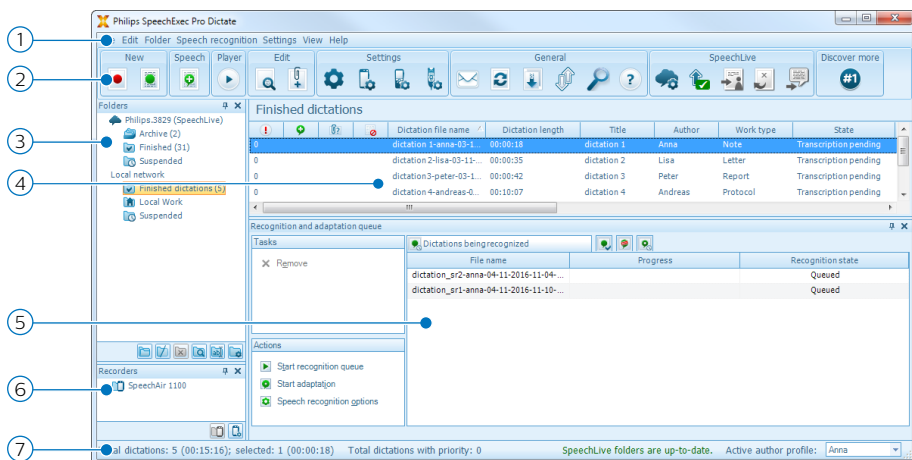 Philips SpeechExec Pro Dictate
1
Edit Folder Speech recognition Settings View Help
New Speech Player Edit Settings General SpeechLive Discover more
2
#1
Folders
Finished dictations
Philips.3829 (SpeechLive)
Archive (2)
Dictation file name Dictation length Title Author Work type State
3
Finished (31)
0 dictation 1-anna-03-1... 00:00:18 dictation 1 Anna Note Transcription pending
Suspended
0 dictation 2-lisa-03-11-... 00:00:35 dictation 2 Lisa Letter Transcription pending
Local network
0 dictation3-peter-03-1... 00:00:42 dictation 3 Peter Report Transcription pending
4
Finished dictations (5)
0 dictation 4-andreas-0... 00:10:07 dictation 4 Andreas Protocol Transcription pending
Local Work
Suspended
Recognition and adaptation queue
Tasks
Dictations being recognized
Remove
File name Progress Recognition state
dictation_sr2-anna-04-11-2016-11-04-... Queued
dictation_sr1-anna-04-11-2016-11-10-... Queued
5
Actions
Start recognition queue
Start adaptation
Speech recognition options
Recorders
6
SpeechAir 1100
7
dictations: 5 (00:15:16); selected: 1 (00:00:18) Total dictations with priority: 0 SpeechLive folders are up-to-date. Active author profile: Anna